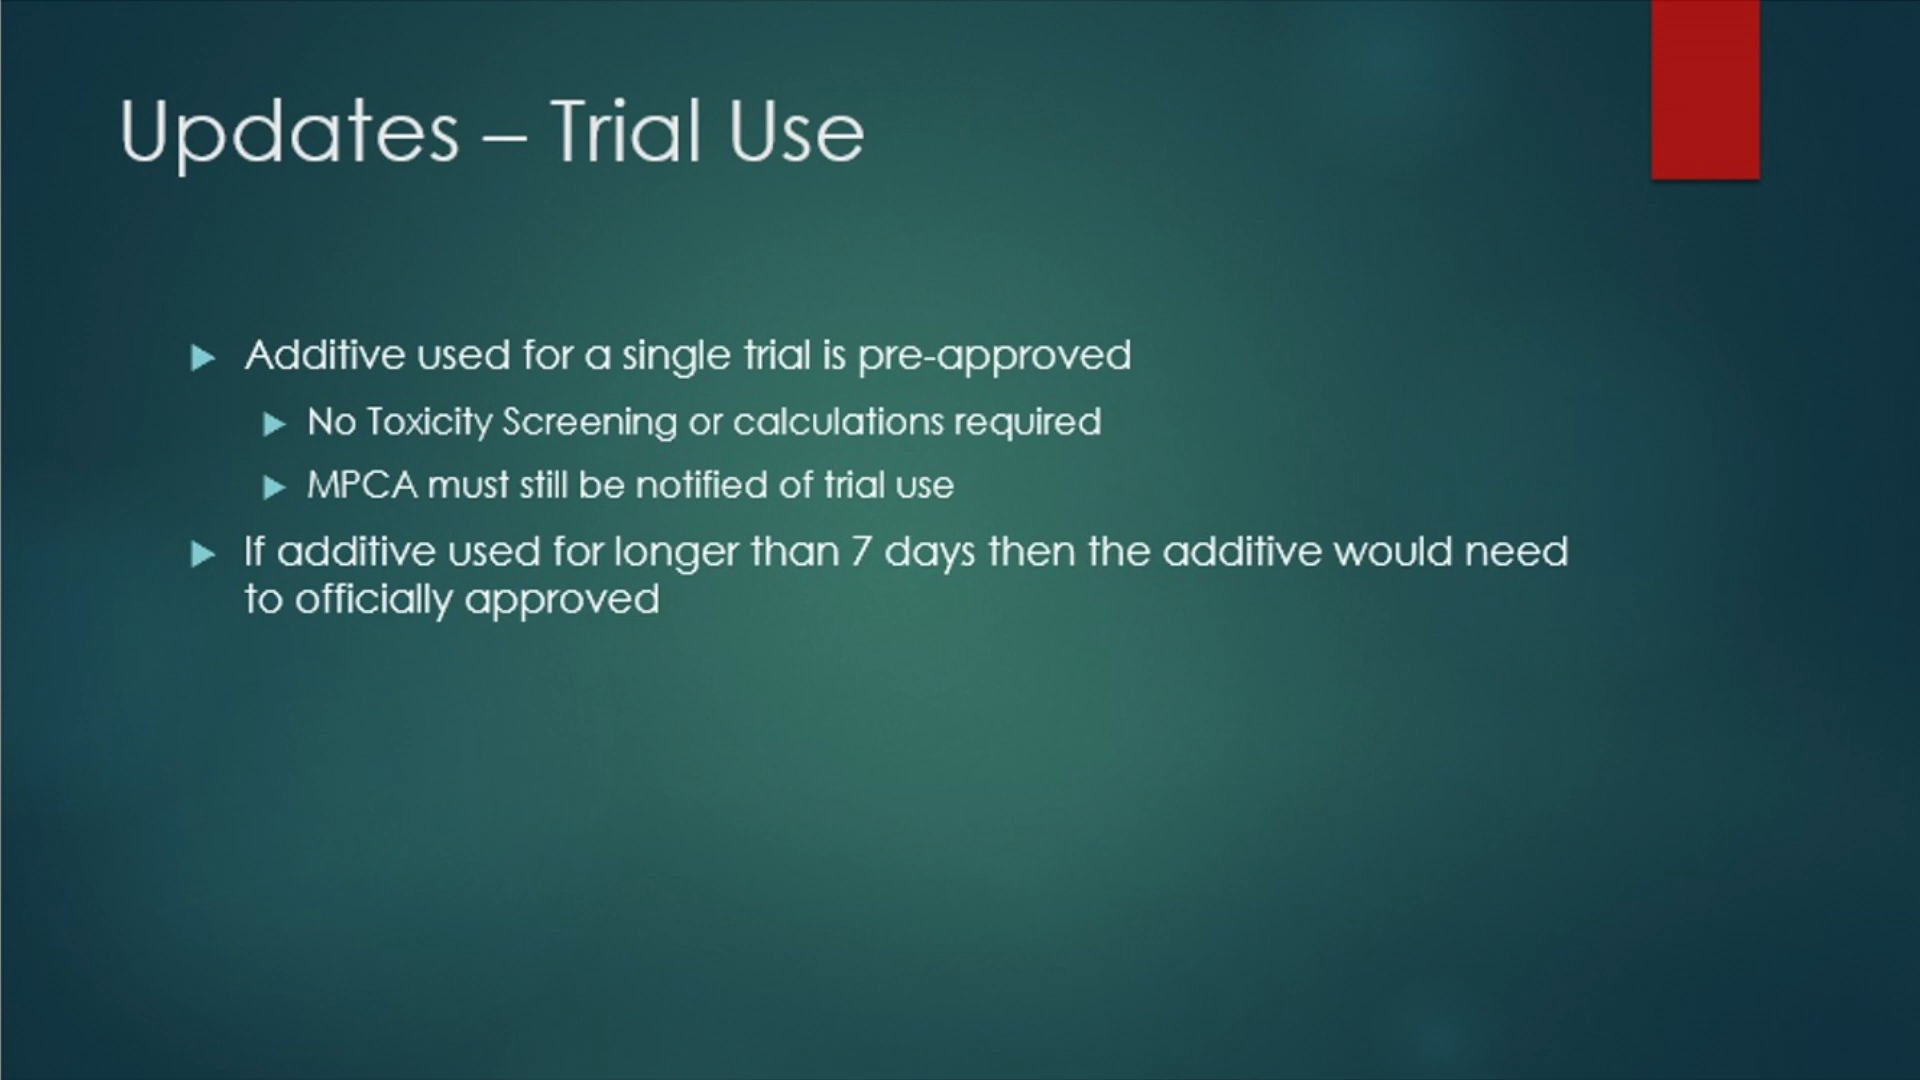 Updates – Trial Use
Additive used for a single trial is pre-approved
No Toxicity Screening or calculations required
MPCA must still be notified of trial use
If additive used for longer than 7 days then the additive would need
to officially approved